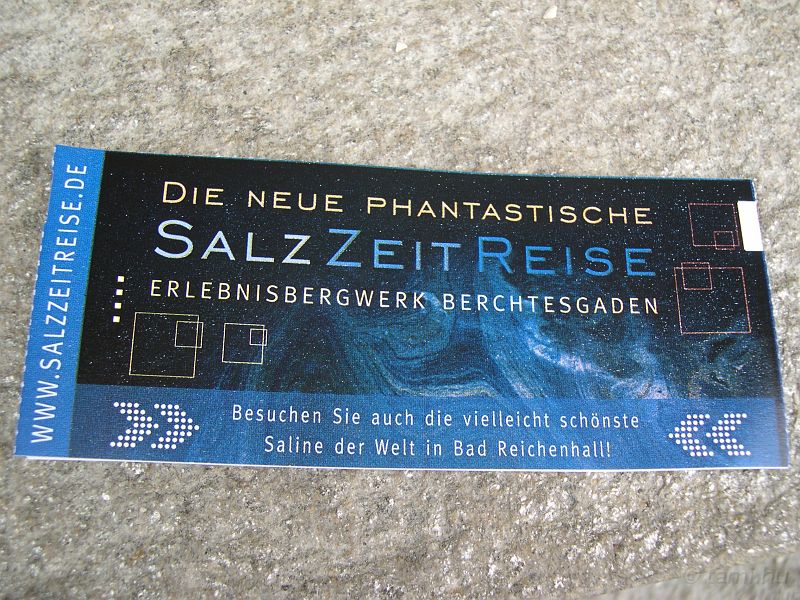 WWW.SALZZEITREISE.DE
DIE NEUE PHANTASTISCHE
SALZZEITREISE
ERLEBNISBERGWERK BERCHTESGADEN
Besuchen Sie auch die vielleicht schönste
Saline der Welt in Bad Reichenhall!